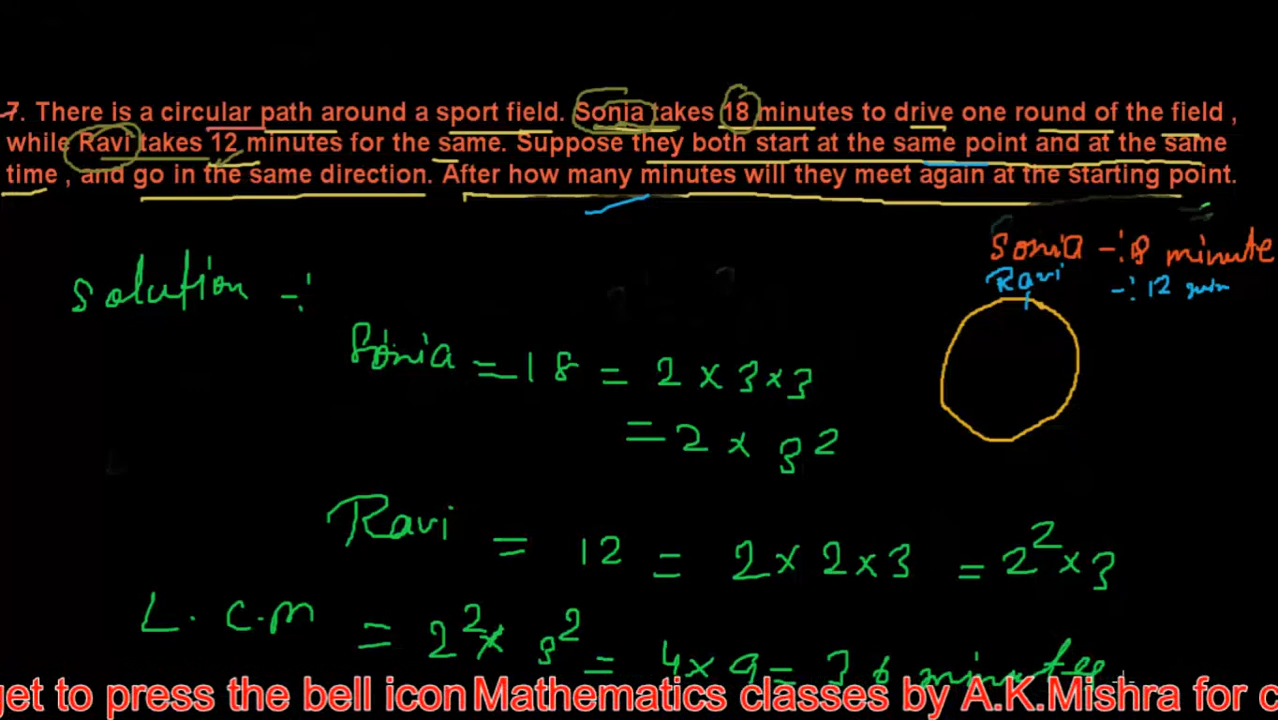 7. There is a circular path around a sport field. Sonia takes 18 minutes to drive one round of the field ,
while Ravi takes 12 minutes for the same. Suppose they both start at the same point and at the same
time , and go in the same direction. After how many minutes will they meet again at the starting point.
Sonia -: 8 minute
Ravi -: 12 min
Solution -:
Sonia = 18 = 2 × 3 × 3
= 2 × 3²
Ravi = 12 = 2 × 2 × 3 = 2² × 3
L.C.M = 2² × 3² = 4 × 9 = 36 minutes
get to press the bell icon Mathematics classes by A.K.Mishra for c